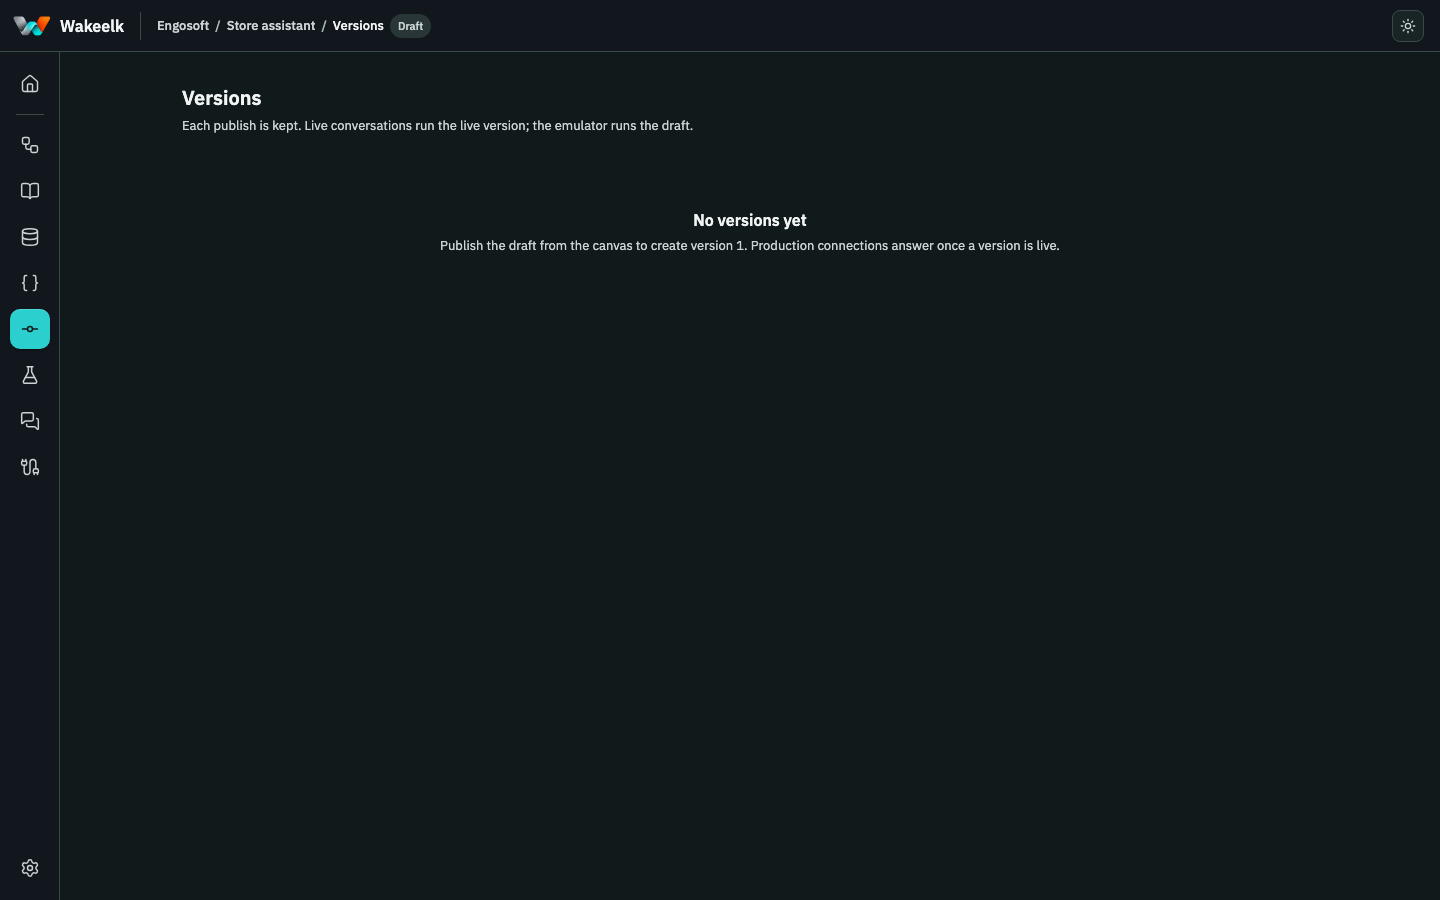 Wakeelk
Engosoft / Store assistant / Versions Draft
Versions
Each publish is kept. Live conversations run the live version; the emulator runs the draft.
No versions yet
Publish the draft from the canvas to create version 1. Production connections answer once a version is live.